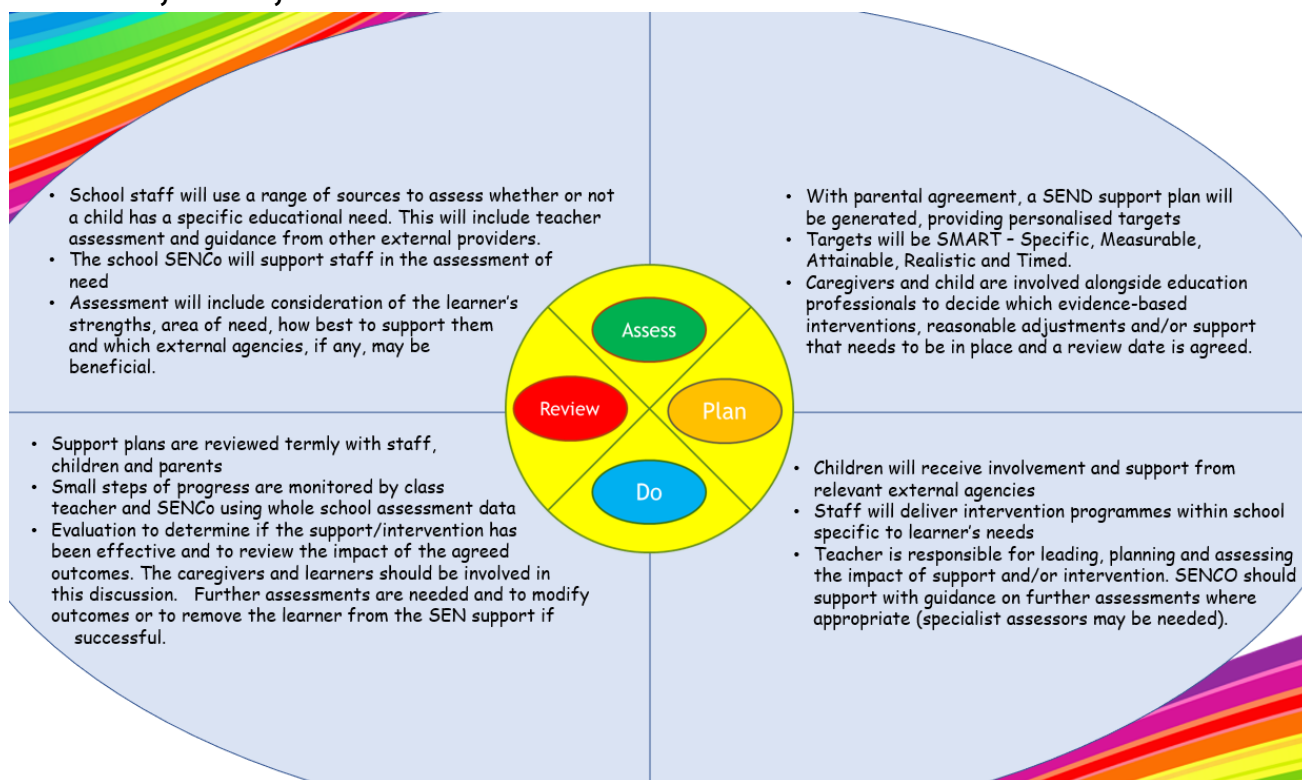 • School staff will use a range of sources to assess whether or not
a child has a specific educational need. This will include teacher
assessment and guidance from other external providers.
• The school SENCo will support staff in the assessment of
need
• Assessment will include consideration of the learner's
strengths, area of need, how best to support them
and which external agencies, if any, may be
beneficial.
• With parental agreement, a SEND support plan will
be generated, providing personalised targets
• Targets will be SMART – Specific, Measurable,
Attainable, Realistic and Timed.
• Caregivers and child are involved alongside education
professionals to decide which evidence-based
interventions, reasonable adjustments and/or support
that needs to be in place and a review date is agreed.
Assess
Review
Plan
Do
• Support plans are reviewed termly with staff,
children and parents
• Small steps of progress are monitored by class
teacher and SENCo using whole school assessment data
• Evaluation to determine if the support/intervention has
been effective and to review the impact of the agreed
outcomes. The caregivers and learners should be involved in
this discussion. Further assessments are needed and to modify
outcomes or to remove the learner from the SEN support if
successful.
• Children will receive involvement and support from
relevant external agencies
• Staff will deliver intervention programmes within school
specific to learner's needs
• Teacher is responsible for leading, planning and assessing
the impact of support and/or intervention. SENCO should
support with guidance on further assessments where
appropriate (specialist assessors may be needed).